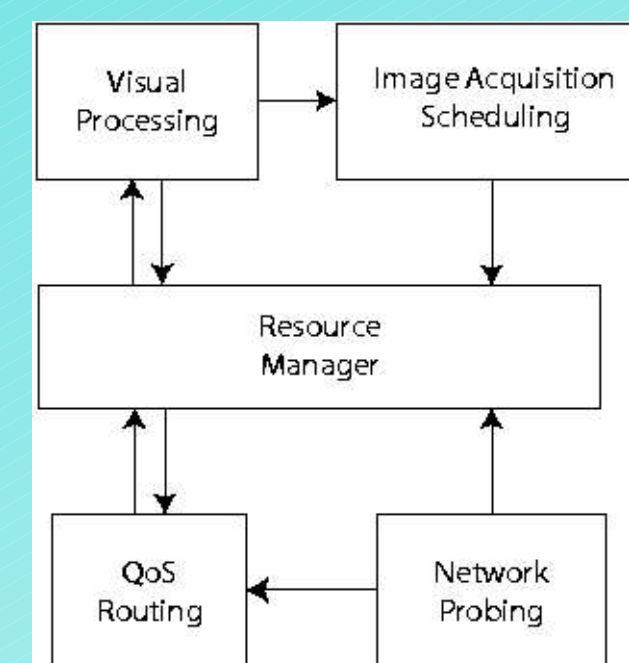 Visual
Processing
Image Acquisition
Scheduling
Resource
Manager
QoS
Routing
Network
Probing